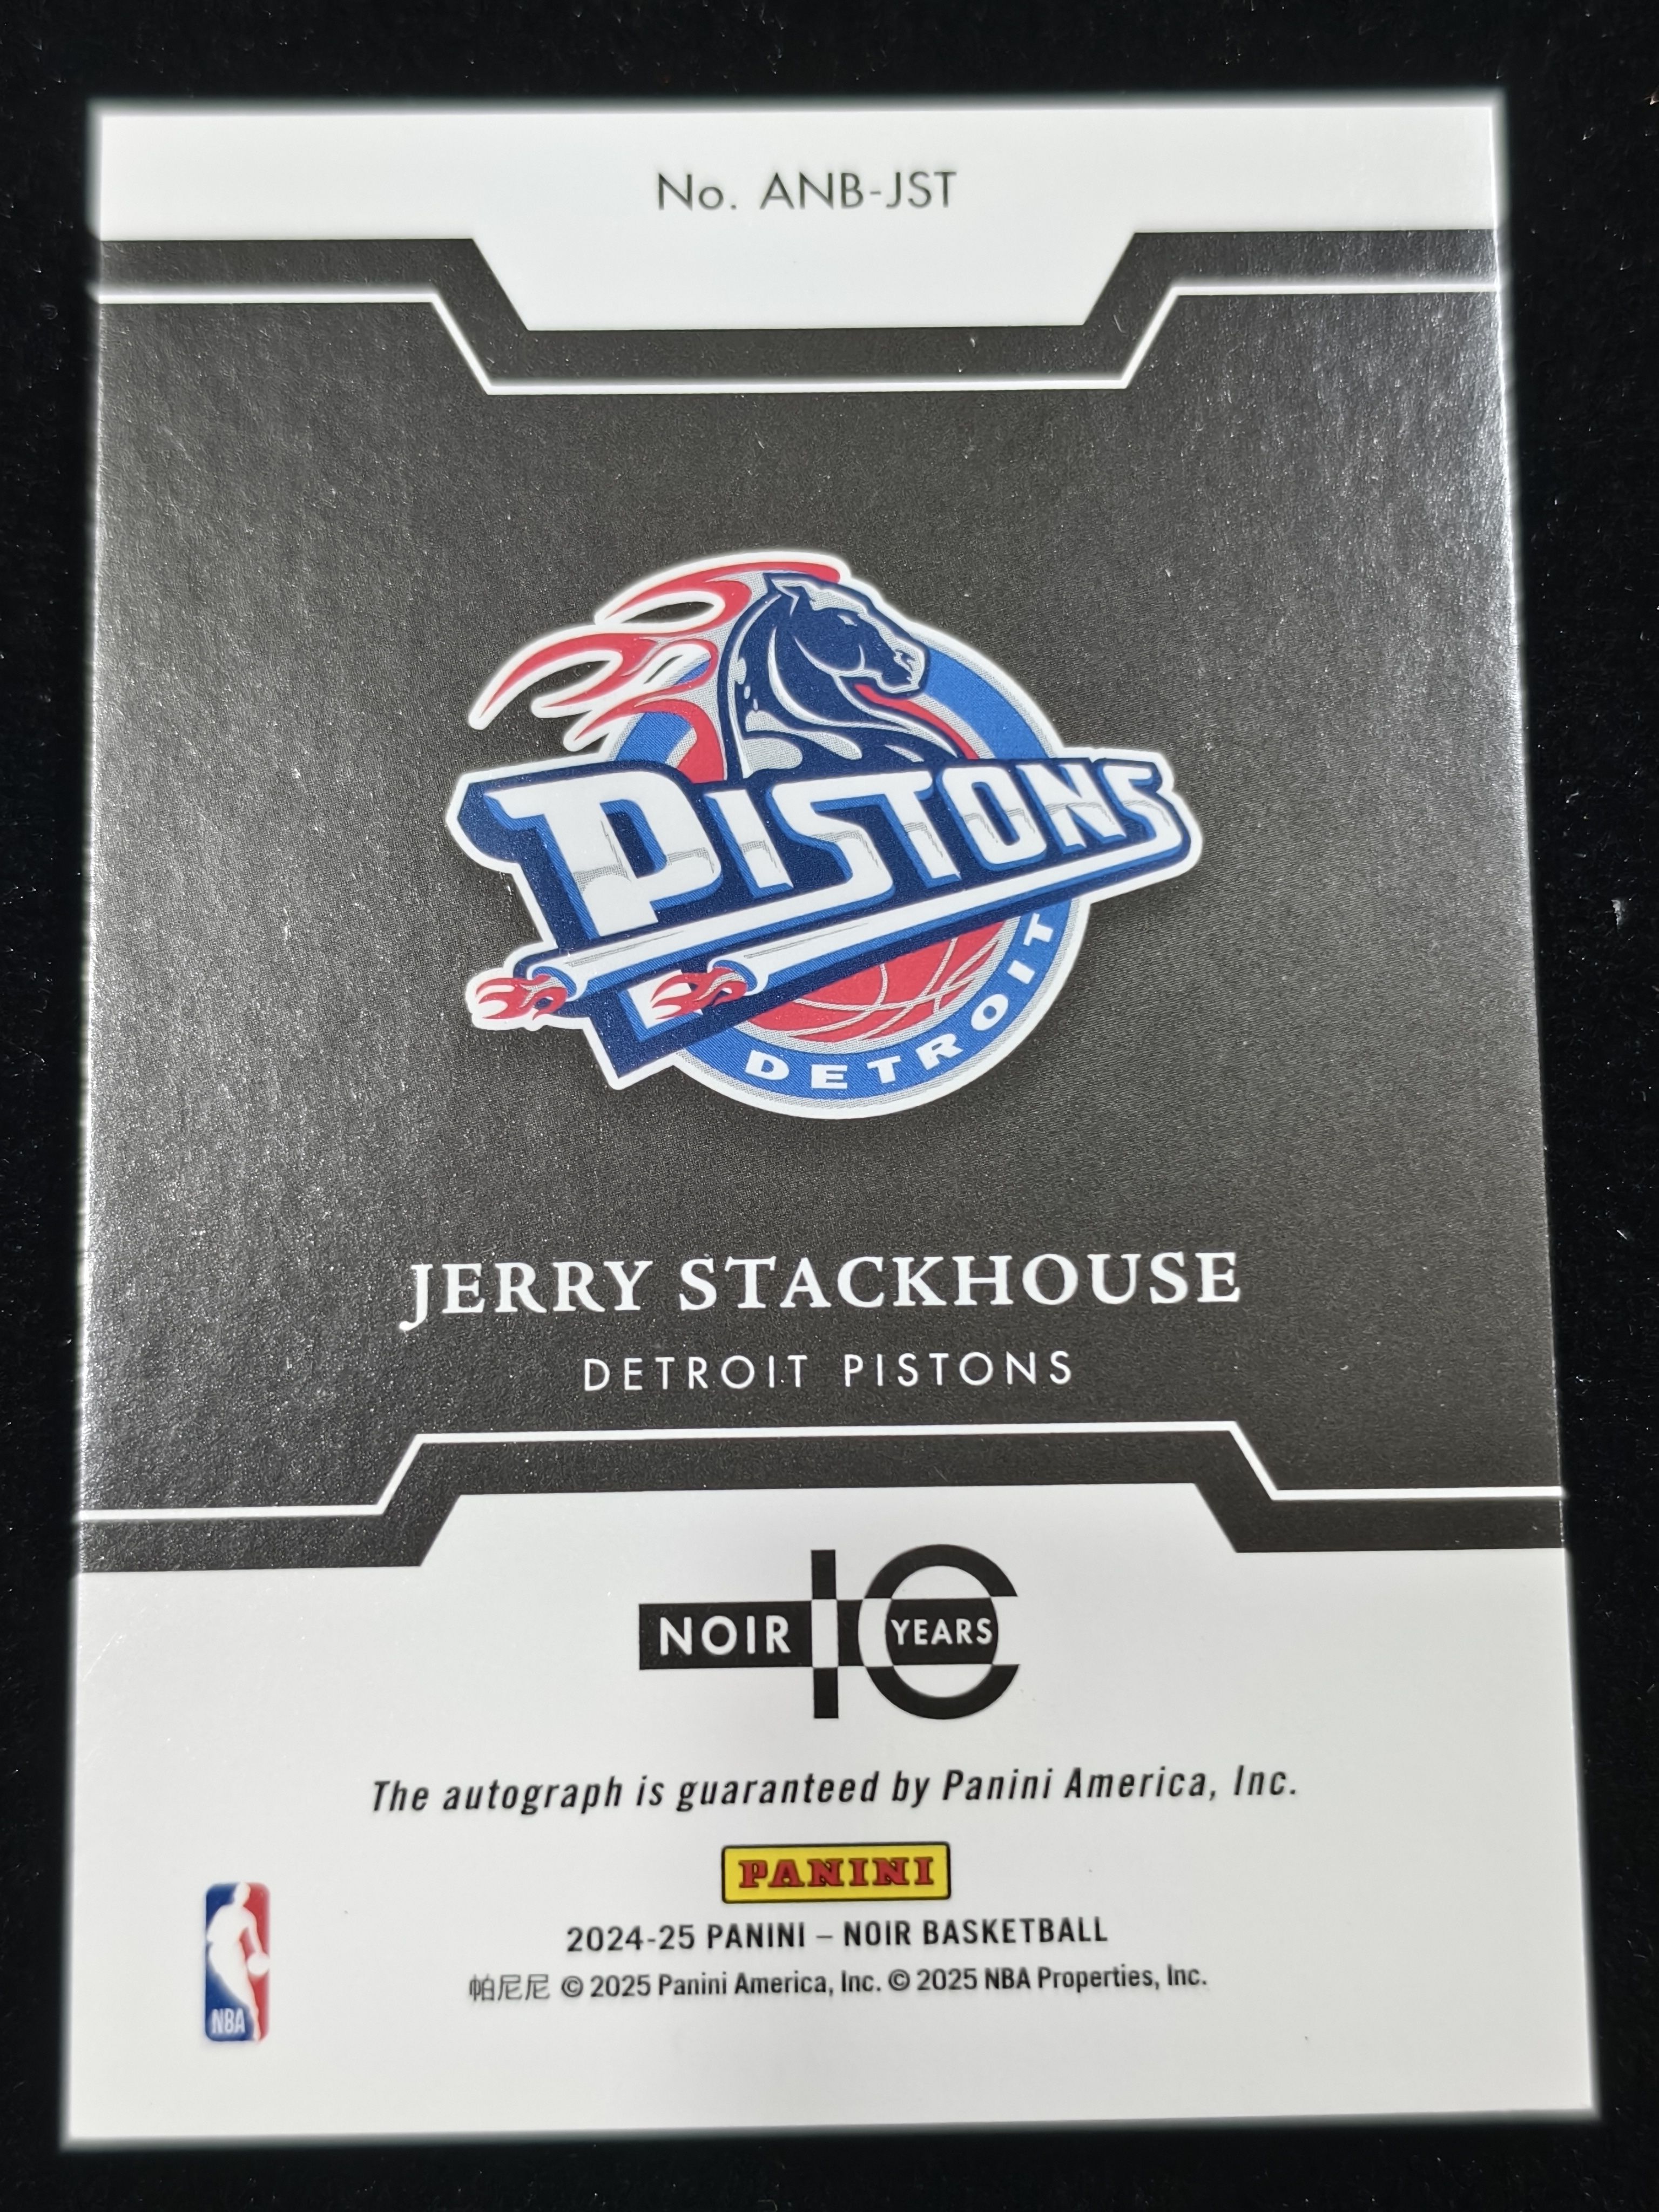 No. ANB-JST
PISTONS
DETROIT
JERRY STACKHOUSE
DETROIT PISTONS
NOIR 10 YEARS
The autograph is guaranteed by Panini America, Inc.
PANINI
2024-25 PANINI – NOIR BASKETBALL
帕尼尼 © 2025 Panini America, Inc. © 2025 NBA Properties, Inc.
NBA